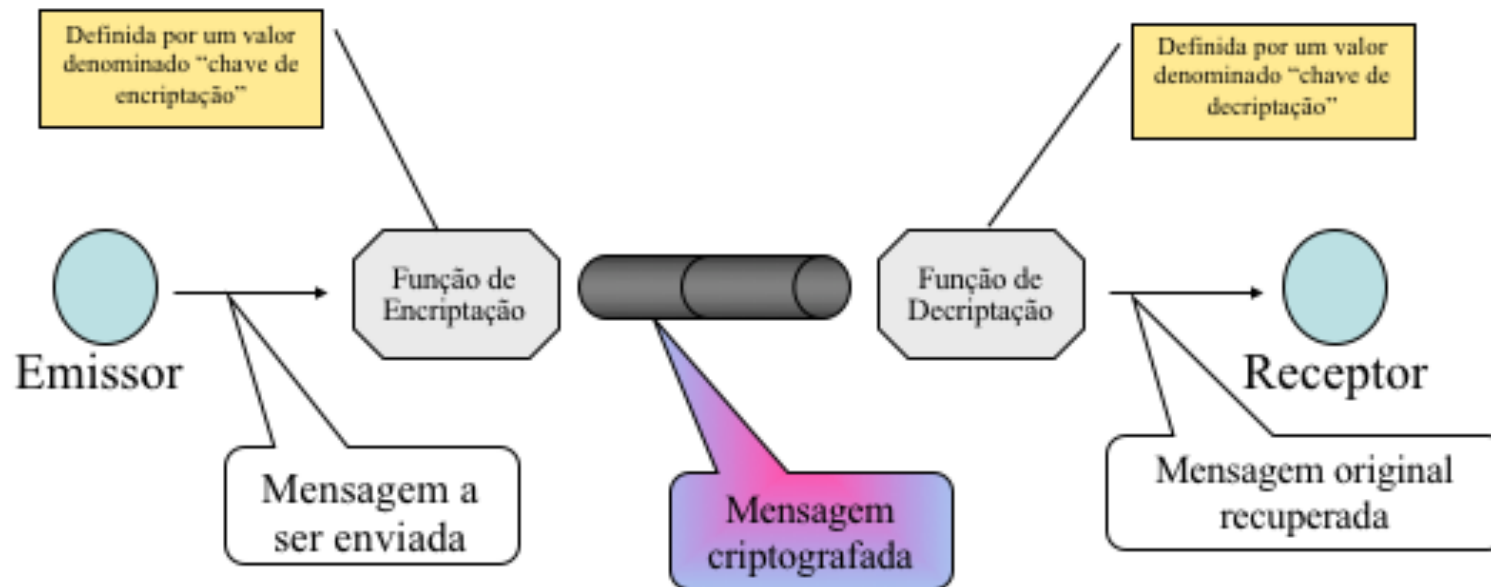 Definida por um valor
denominado “chave de
encriptação”
Definida por um valor
denominado “chave de
decriptação”
Emissor
Função de
Encriptação
Função de
Decriptação
Receptor
Mensagem a
ser enviada
Mensagem
criptografada
Mensagem original
recuperada